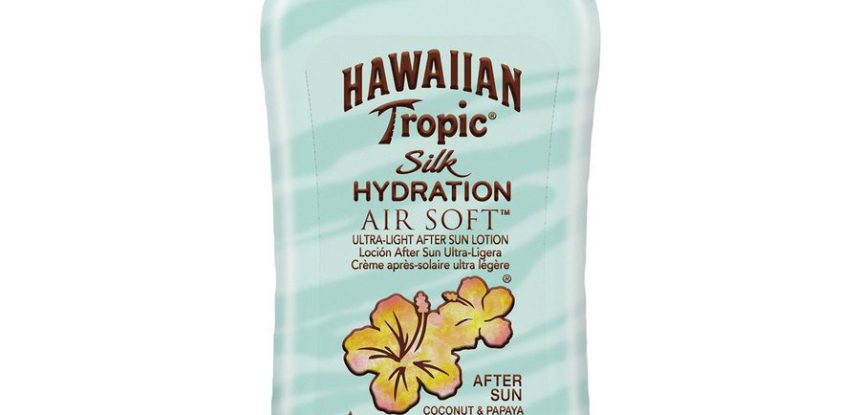 HAWAIIAN
Tropic®
Silk
HYDRATION
AIR SOFT™
ULTRA-LIGHT AFTER SUN LOTION
Loción After Sun Ultra-Ligera
Crème après-solaire ultra légère
®
AFTER
SUN
COCONUT & PAPAYA